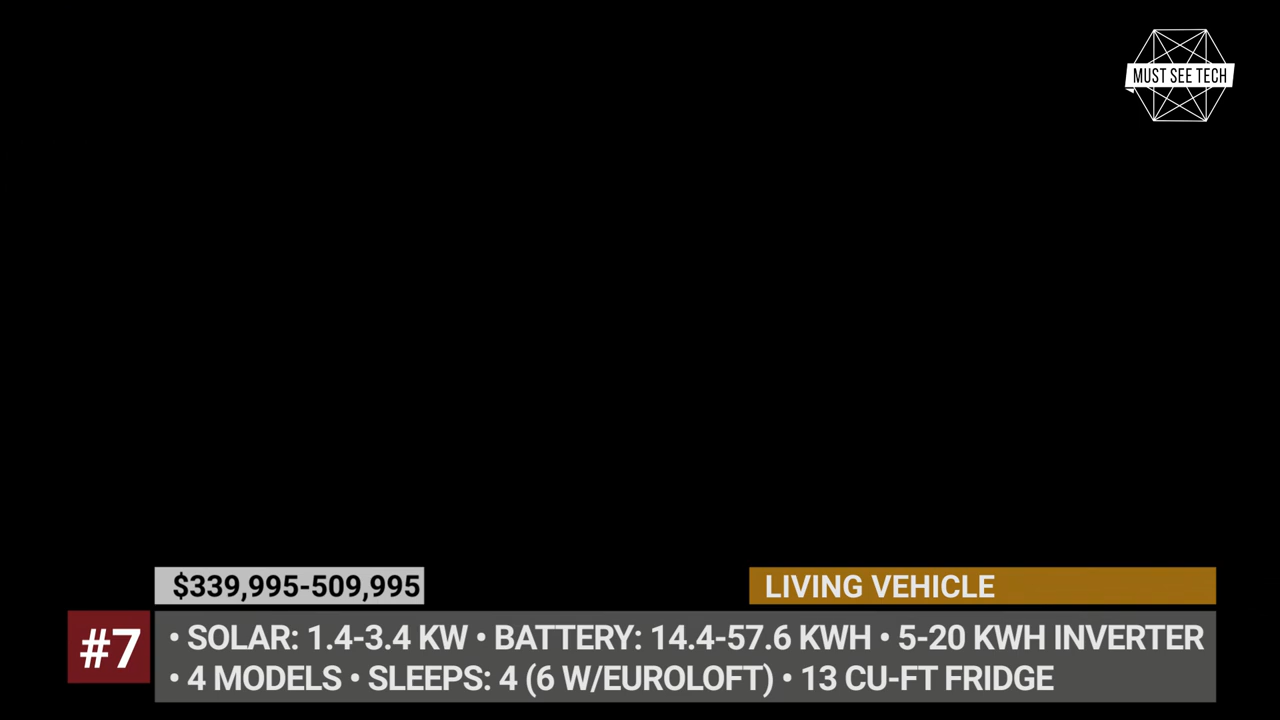 MUST SEE TECH
$339,995-509,995
LIVING VEHICLE
#7
• SOLAR: 1.4-3.4 KW • BATTERY: 14.4-57.6 KWH • 5-20 KWH INVERTER
• 4 MODELS • SLEEPS: 4 (6 W/EUROLOFT) • 13 CU-FT FRIDGE